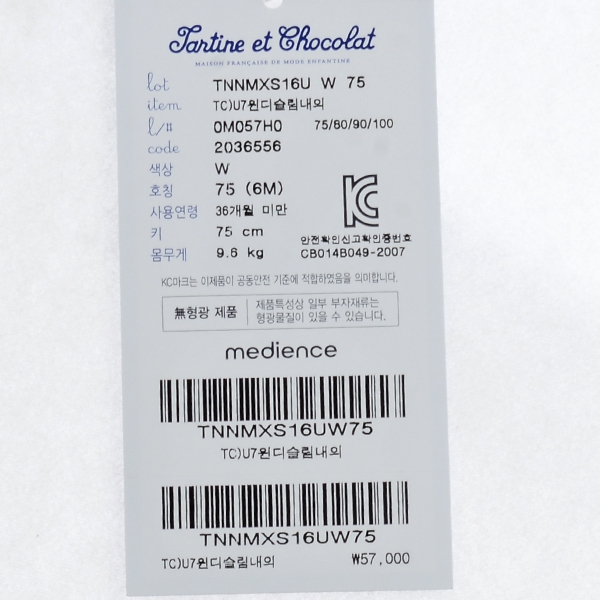 Tartine et Chocolat
MAISON FRANÇAISE DE MODE ENFANTINE
lot TNNMXS16U W 75
item TC)U7윈디슬림내의
l/# 0M057H0 75/80/90/100
code 2036556
색상 W
호칭 75 (6M)
사용연령 36개월 미만
키 75 cm
몸무게 9.6 kg
안전확인신고확인증번호
CB014B049-2007
KC마크는 이제품이 공통안전 기준에 적합하였음을 의미합니다.
無형광 제품
제품특성상 일부 부자재류는
형광물질이 있을 수 있습니다.
medience
TNNMXS16UW75
TC)U7윈디슬림내의
TNNMXS16UW75
TC)U7윈디슬림내의 ₩57,000